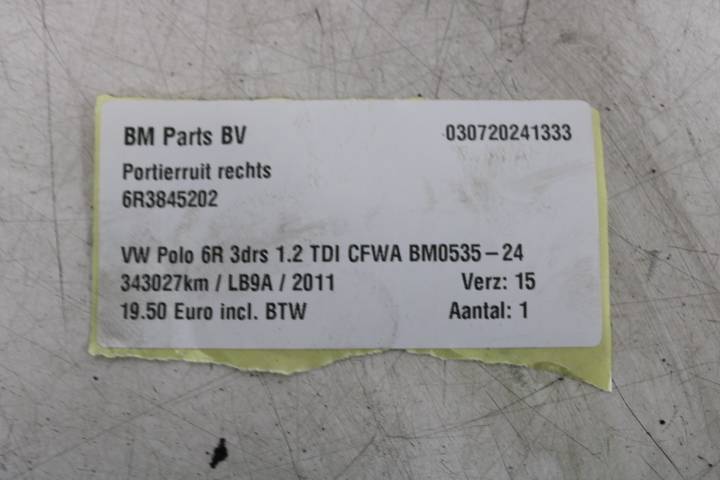 BM Parts BV 030720241333
Portierruit rechts
6R3845202
VW Polo 6R 3drs 1.2 TDI CFWA BM0535-24
343027km / LB9A / 2011 Verz: 15
19.50 Euro incl. BTW Aantal: 1